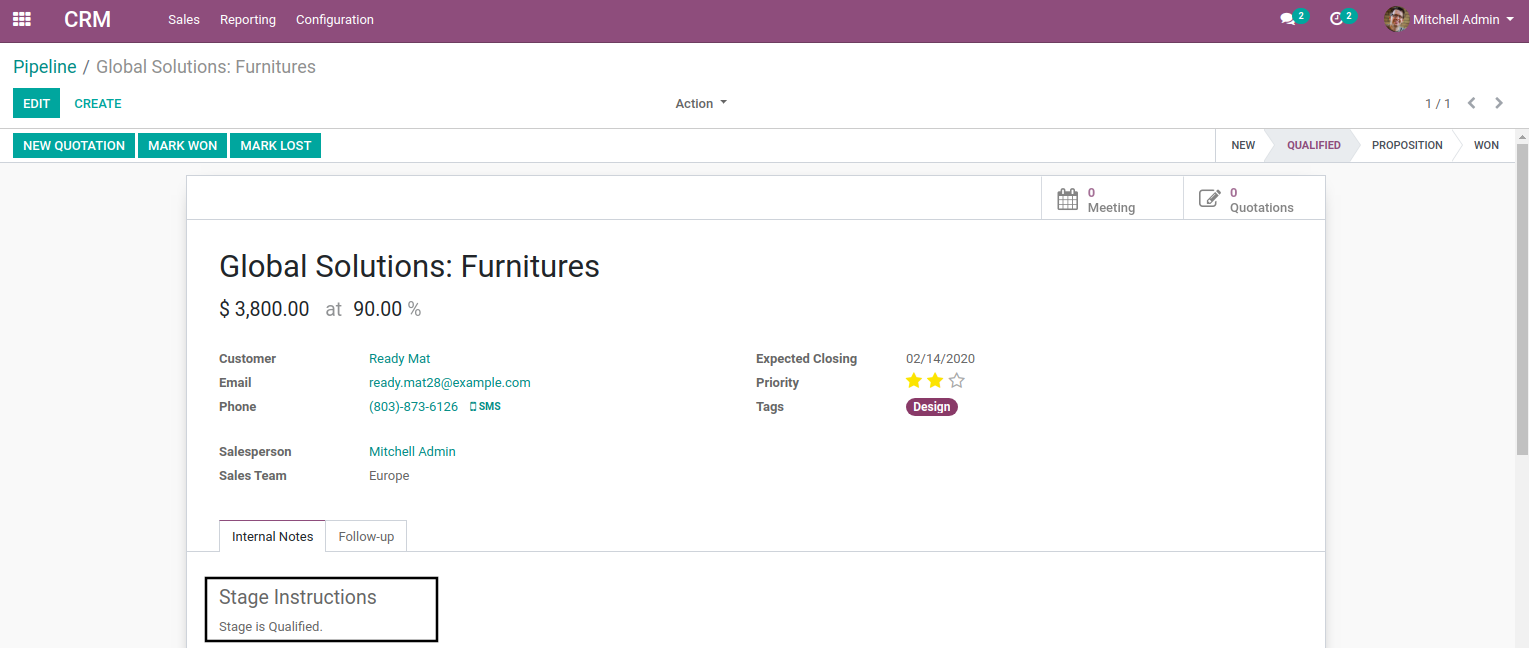 CRM Sales Reporting Configuration 2 2 Mitchell Admin
Pipeline / Global Solutions: Furnitures
EDIT CREATE Action 1 / 1
NEW QUOTATION MARK WON MARK LOST NEW QUALIFIED PROPOSITION WON
0 Meeting
0 Quotations
Global Solutions: Furnitures
$ 3,800.00 at 90.00 %
Customer Ready Mat
Email ready.mat28@example.com
Phone (803)-873-6126 SMS
Expected Closing 02/14/2020
Priority
Tags Design
Salesperson Mitchell Admin
Sales Team Europe
Internal Notes Follow-up
Stage Instructions
Stage is Qualified.